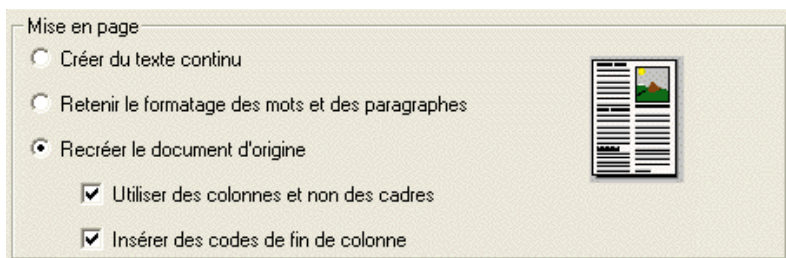 Mise en page
Créer du texte continu
Retenir le formatage des mots et des paragraphes
Recréer le document d'origine
Utiliser des colonnes et non des cadres
Insérer des codes de fin de colonne